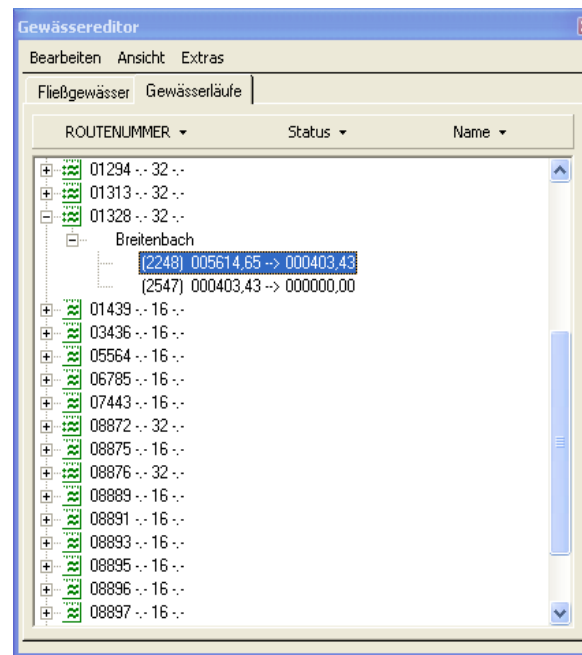 Gewässereditor
Bearbeiten Ansicht Extras
Fließgewässer Gewässerläufe
ROUTENUMMER Status Name
01294 -.- 32 -.-
01313 -.- 32 -.-
01328 -.- 32 -.-
Breitenbach
(2248) 005614,65 --> 000403,43
(2547) 000403,43 --> 000000,00
01439 -.- 16 -.-
03436 -.- 16 -.-
05564 -.- 16 -.-
06785 -.- 16 -.-
07443 -.- 16 -.-
08872 -.- 32 -.-
08875 -.- 16 -.-
08876 -.- 32 -.-
08889 -.- 16 -.-
08891 -.- 16 -.-
08893 -.- 16 -.-
08895 -.- 16 -.-
08896 -.- 16 -.-
08897 -.- 16 -.-